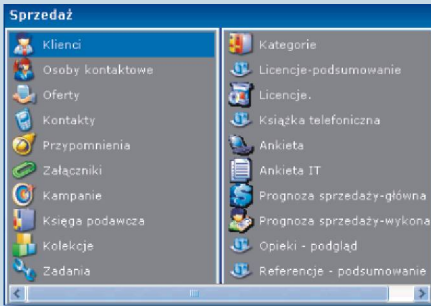 Sprzedaż
Klienci
Osoby kontaktowe
Oferty
Kontakty
Przypomnienia
Załączniki
Kampanie
Księga podawcza
Kolekcje
Zadania
Kategorie
Licencje-podsumowanie
Licencje.
Książka telefoniczna
Ankieta
Ankieta IT
Prognoza sprzedaży-główna
Prognoza sprzedaży-wykona
Opieki - podgląd
Referencje - podsumowanie